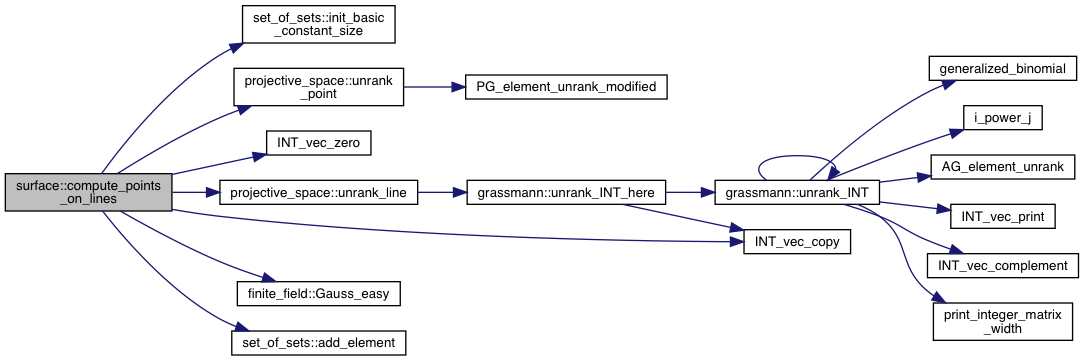 surface::compute_points
_on_lines
set_of_sets::init_basic
_constant_size
projective_space::unrank
_point
PG_element_unrank_modified
INT_vec_zero
projective_space::unrank_line
grassmann::unrank_INT_here
grassmann::unrank_INT
INT_vec_copy
finite_field::Gauss_easy
set_of_sets::add_element
generalized_binomial
i_power_j
AG_element_unrank
INT_vec_print
INT_vec_complement
print_integer_matrix
_width